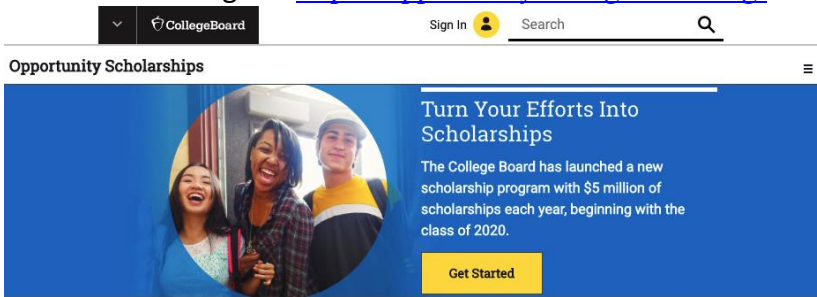 CollegeBoard
Sign In
Search
Opportunity Scholarships
Turn Your Efforts Into
Scholarships
The College Board has launched a new
scholarship program with $5 million of
scholarships each year, beginning with the
class of 2020.
Get Started